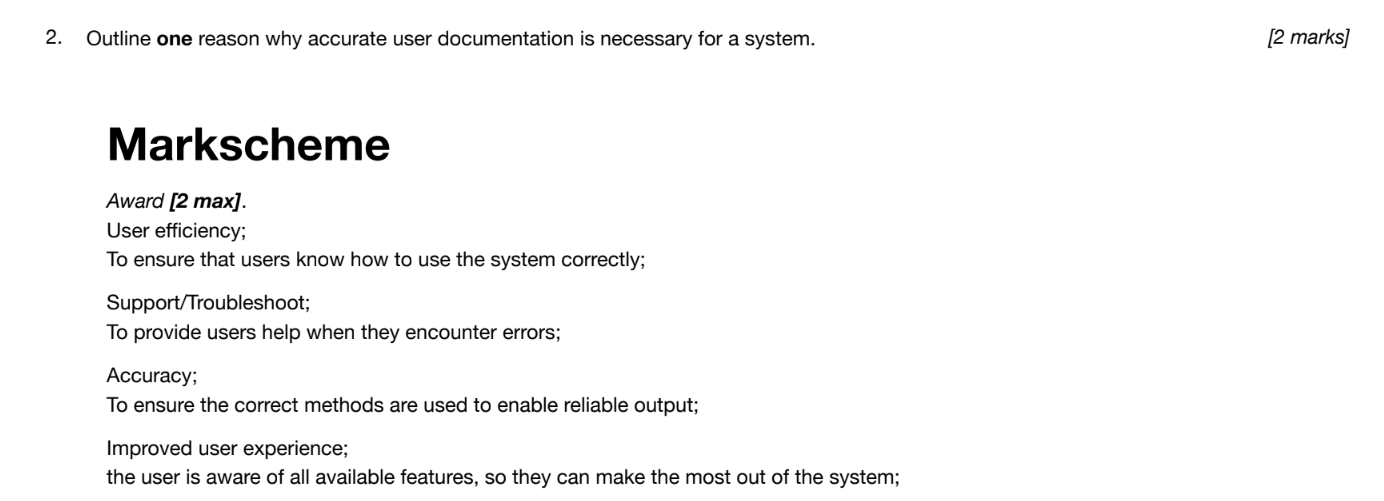 2. Outline one reason why accurate user documentation is necessary for a system. [2 marks]
Markscheme
Award [2 max].
User efficiency;
To ensure that users know how to use the system correctly;
Support/Troubleshoot;
To provide users help when they encounter errors;
Accuracy;
To ensure the correct methods are used to enable reliable output;
Improved user experience;
the user is aware of all available features, so they can make the most out of the system;